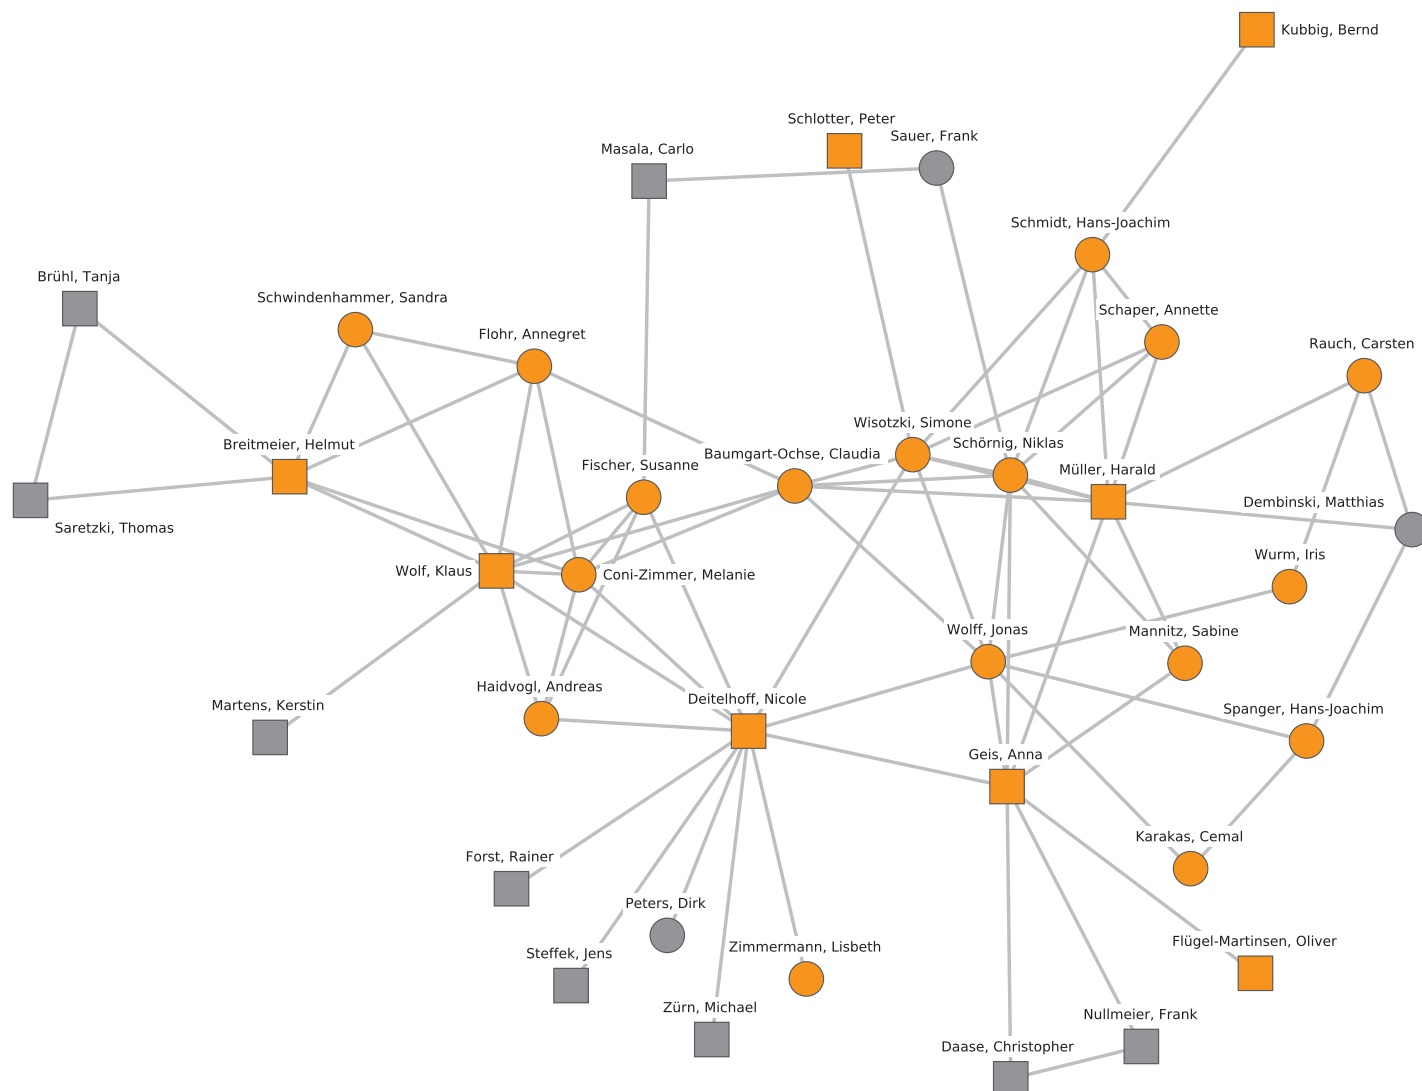 Kubbig, Bernd
Schlotter, Peter
Sauer, Frank
Masala, Carlo
Schmidt, Hans-Joachim
Brühl, Tanja
Schwindenhammer, Sandra
Schaper, Annette
Flohr, Annegret
Rauch, Carsten
Wisotzki, Simone
Breitmeier, Helmut
Schörnig, Niklas
Baumgart-Ochse, Claudia
Fischer, Susanne
Müller, Harald
Dembinski, Matthias
Saretzki, Thomas
Wurm, Iris
Wolf, Klaus
Coni-Zimmer, Melanie
Wolff, Jonas
Mannitz, Sabine
Haidvogl, Andreas
Deitelhoff, Nicole
Martens, Kerstin
Spanger, Hans-Joachim
Geis, Anna
Karakas, Cemal
Forst, Rainer
Peters, Dirk
Flügel-Martinsen, Oliver
Zimmermann, Lisbeth
Steffek, Jens
Zürn, Michael
Nullmeier, Frank
Daase, Christopher